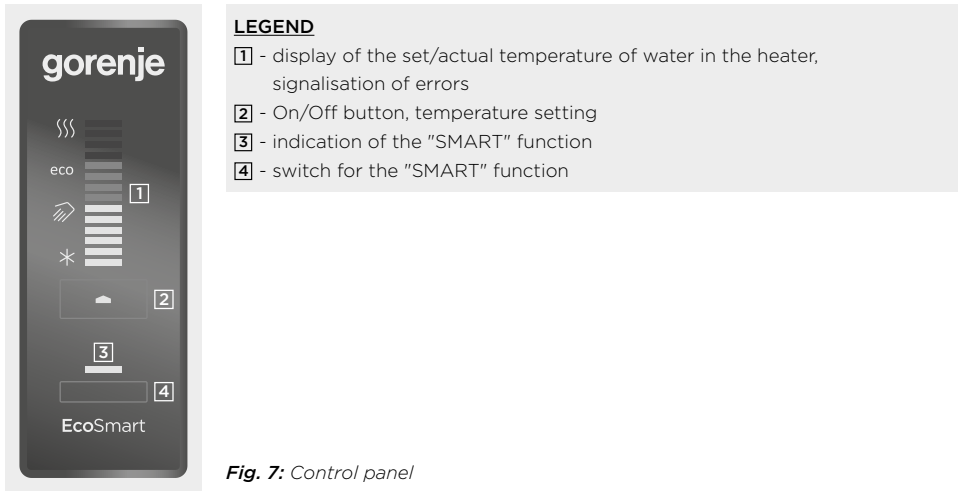 gorenje
eco
1
2
3
4
EcoSmart
LEGEND
1 - display of the set/actual temperature of water in the heater,
signalisation of errors
2 - On/Off button, temperature setting
3 - indication of the "SMART" function
4 - switch for the "SMART" function
Fig. 7: Control panel